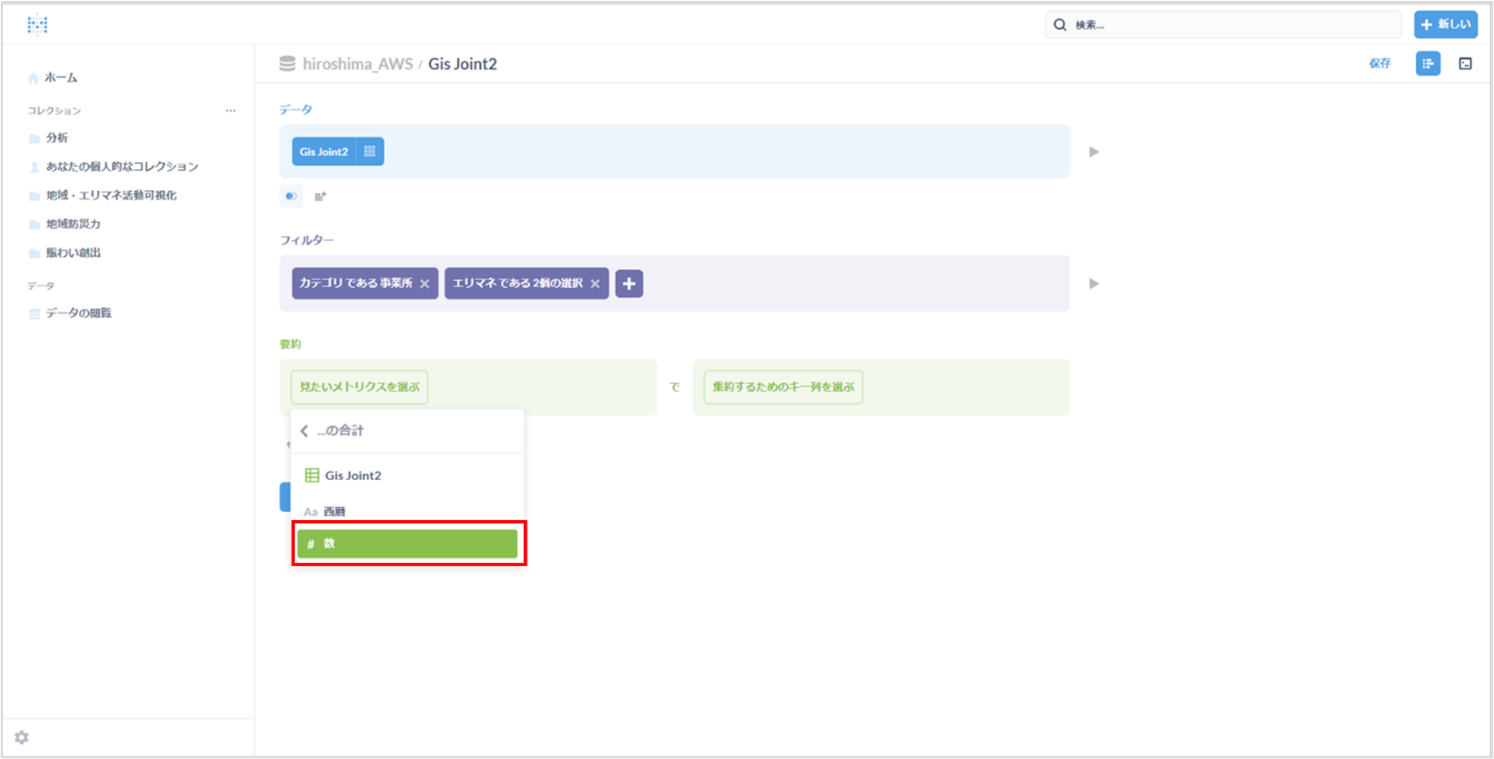 検索...
+ 新しい
ホーム
hiroshima_AWS / Gis Joint2
保存
コレクション
...
データ
分析
Gis Joint2
あなたの個人的なコレクション
地域・エリマネ活動可視化
地域防災力
フィルター
賑わい創出
カテゴリ である 事業所
エリマネ である 2個の選択
データ
データの閲覧
要約
見たいメトリクスを選ぶ
で
集約するためのキー列を選ぶ
...の合計
Gis Joint2
Aa 西暦
# 数